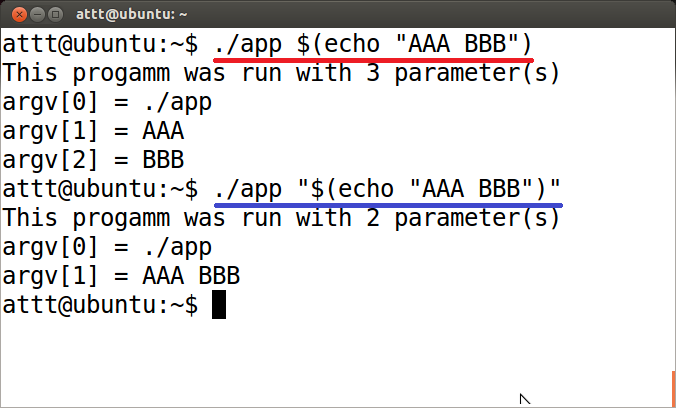 attt@ubuntu: ~
attt@ubuntu:~$ ./app $(echo "AAA BBB")
This progamm was run with 3 parameter(s)
argv[0] = ./app
argv[1] = AAA
argv[2] = BBB
attt@ubuntu:~$ ./app "$(echo "AAA BBB")"
This progamm was run with 2 parameter(s)
argv[0] = ./app
argv[1] = AAA BBB
attt@ubuntu:~$